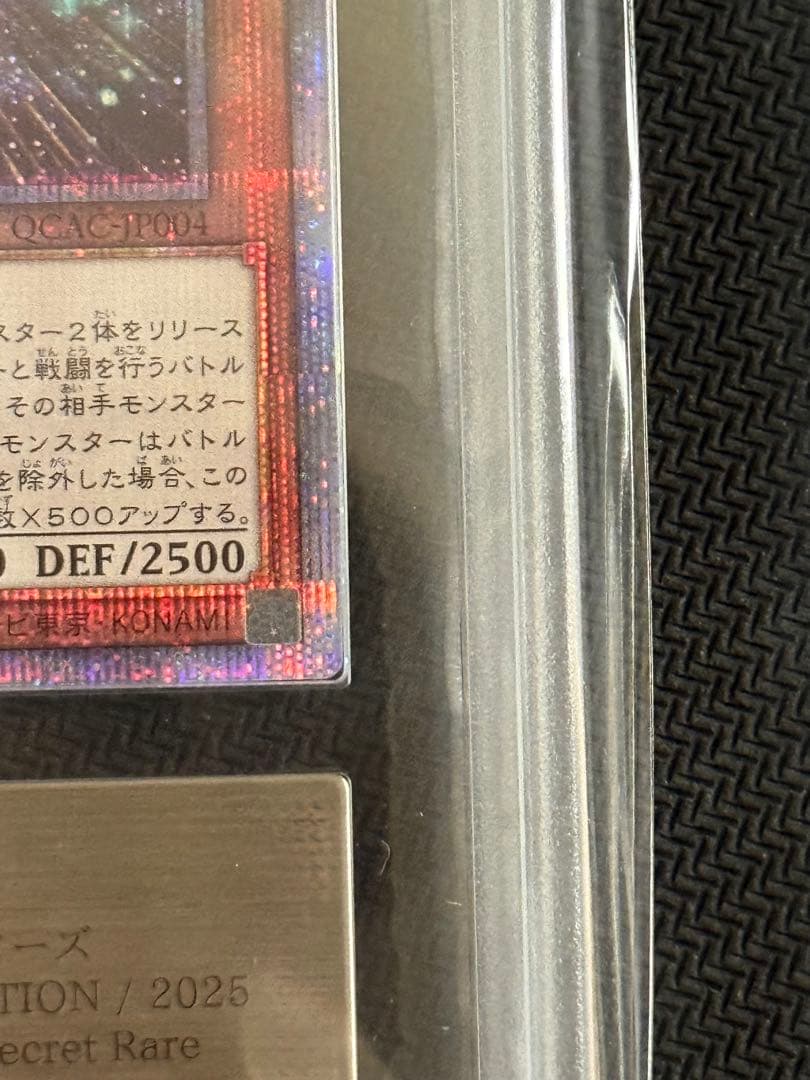 QCAC-JP004
スター2体をリリース
と戦闘を行うバトル
その相手モンスター
モンスターはバトル
を除外した場合、この
数×500アップする。
DEF/2500
ビ東京・KONAMI
ーズ
TION / 2025
ecret Rare